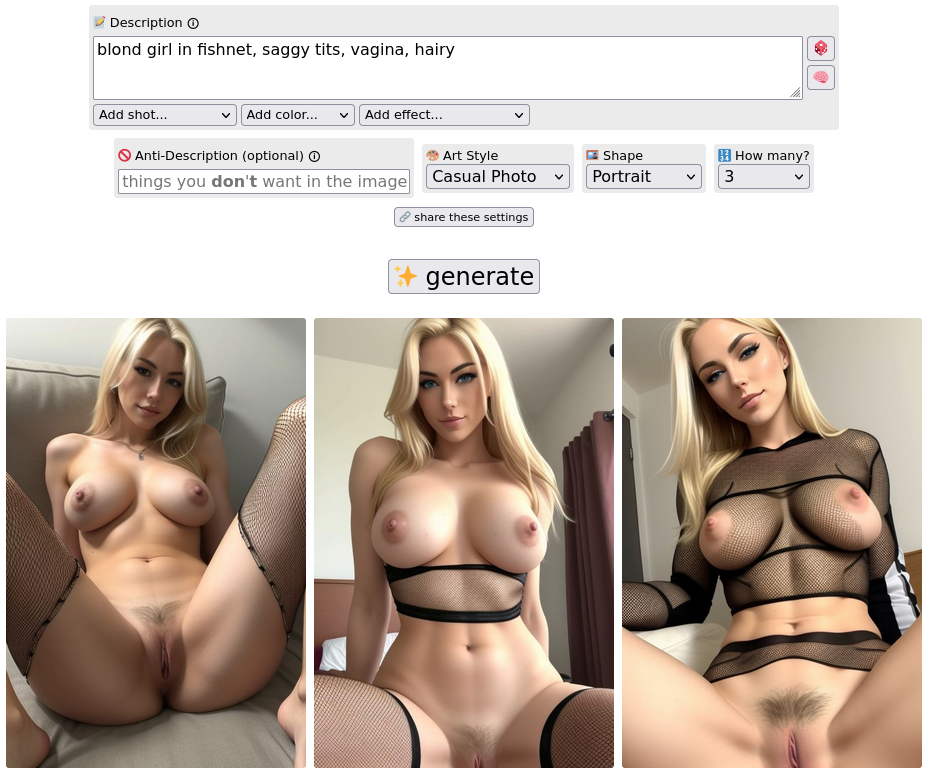 Description
blond girl in fishnet, saggy tits, vagina, hairy
Add shot...
Add color...
Add effect...
Anti-Description (optional)
things you don't want in the image
Art Style
Casual Photo
Shape
Portrait
How many?
3
share these settings
generate